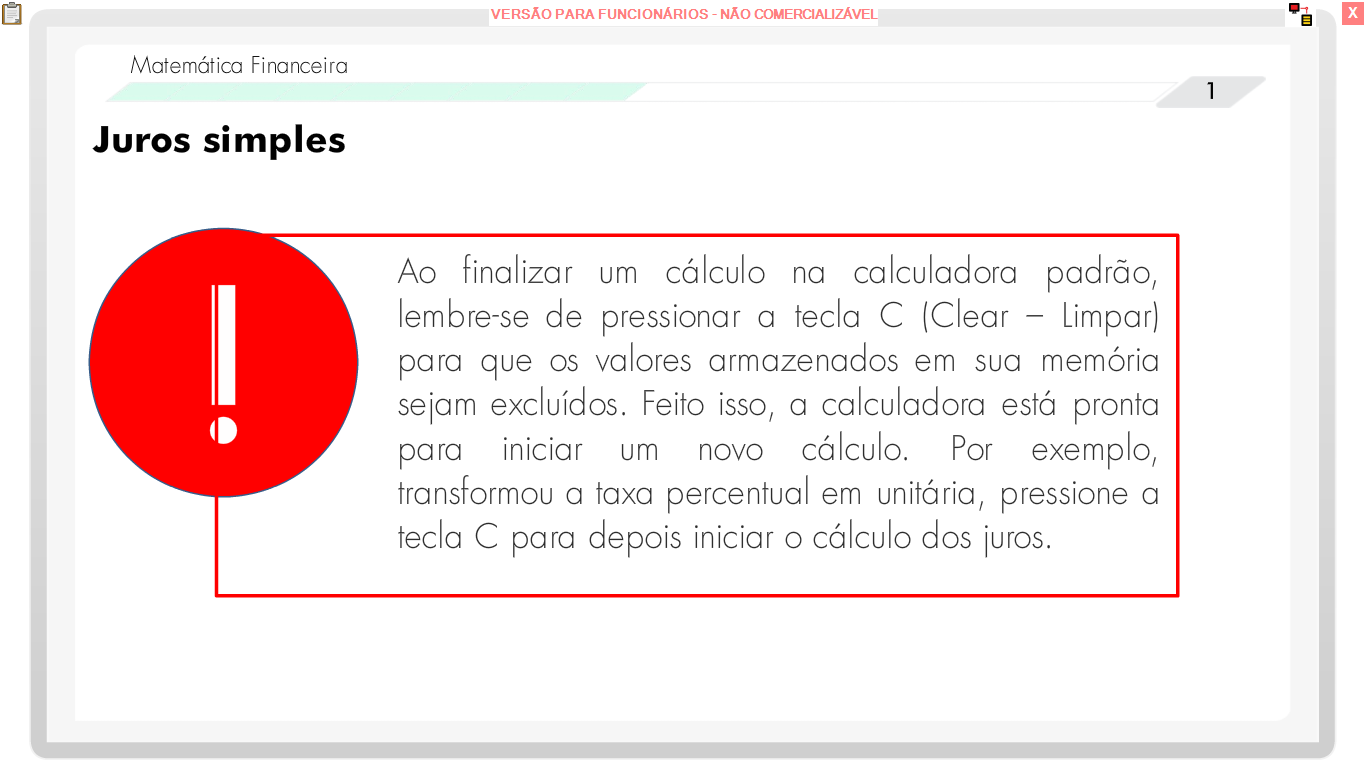 VERSÃO PARA FUNCIONÁRIOS - NÃO COMERCIALIZÁVEL
X
Matemática Financeira
1
Juros simples
!
Ao finalizar um cálculo na calculadora padrão,
lembre-se de pressionar a tecla C (Clear – Limpar)
para que os valores armazenados em sua memória
sejam excluídos. Feito isso, a calculadora está pronta
para iniciar um novo cálculo. Por exemplo,
transformou a taxa percentual em unitária, pressione a
tecla C para depois iniciar o cálculo dos juros.